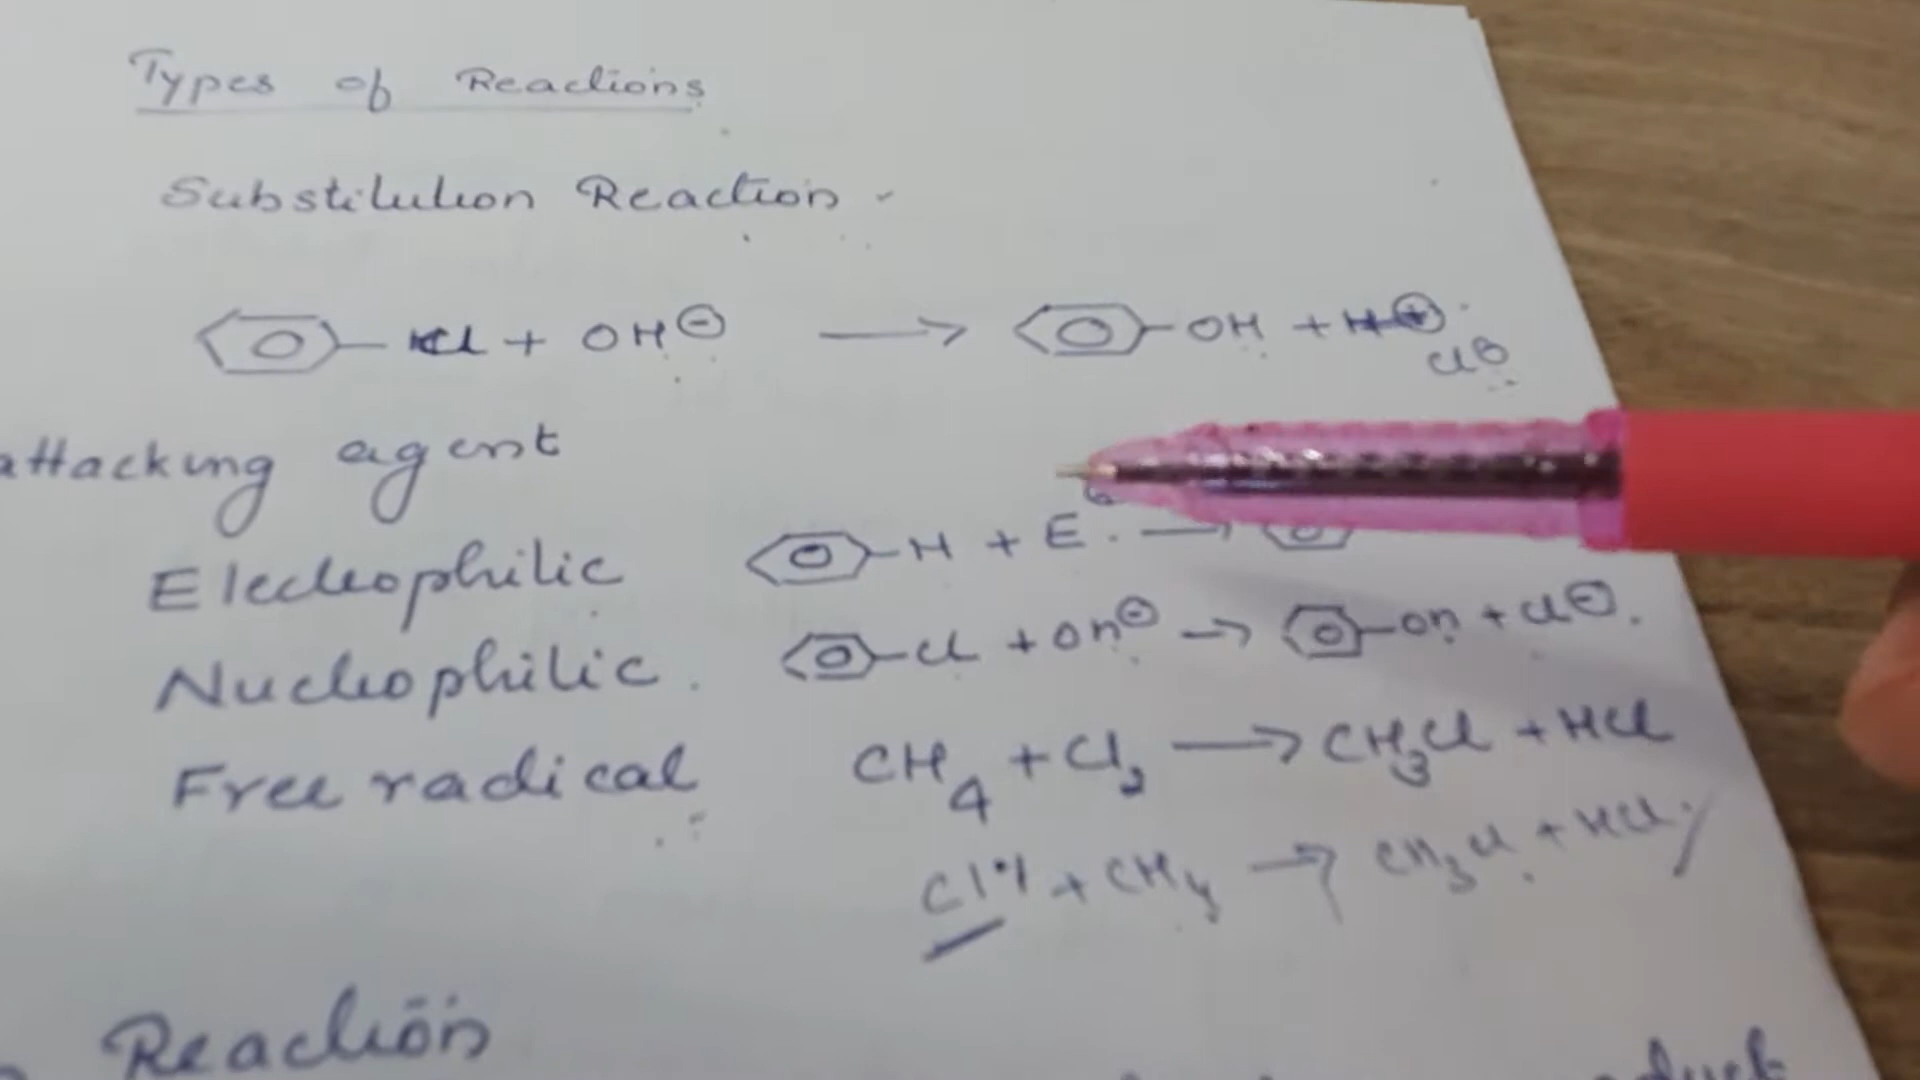 Types of Reactions
Substitution Reaction
⌬-Cl + OH⊖ → ⌬-OH + Cl⊖
attacking agent
Electrophilic ⌬-H + E →
Nucleophilic. ⌬-Cl + OH⊖ → ⌬-OH + Cl⊖.
Free radical CH4 + Cl2 → CH3Cl + HCl
Cl• + CH4 → CH3Cl + HCl
Reaction